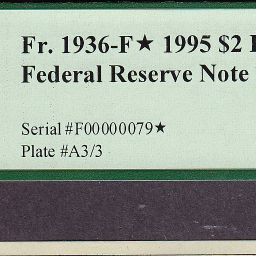 Fr. 1936-F★ 1995 $2
Federal Reserve Note
Serial #F00000079★
Plate #A3/3